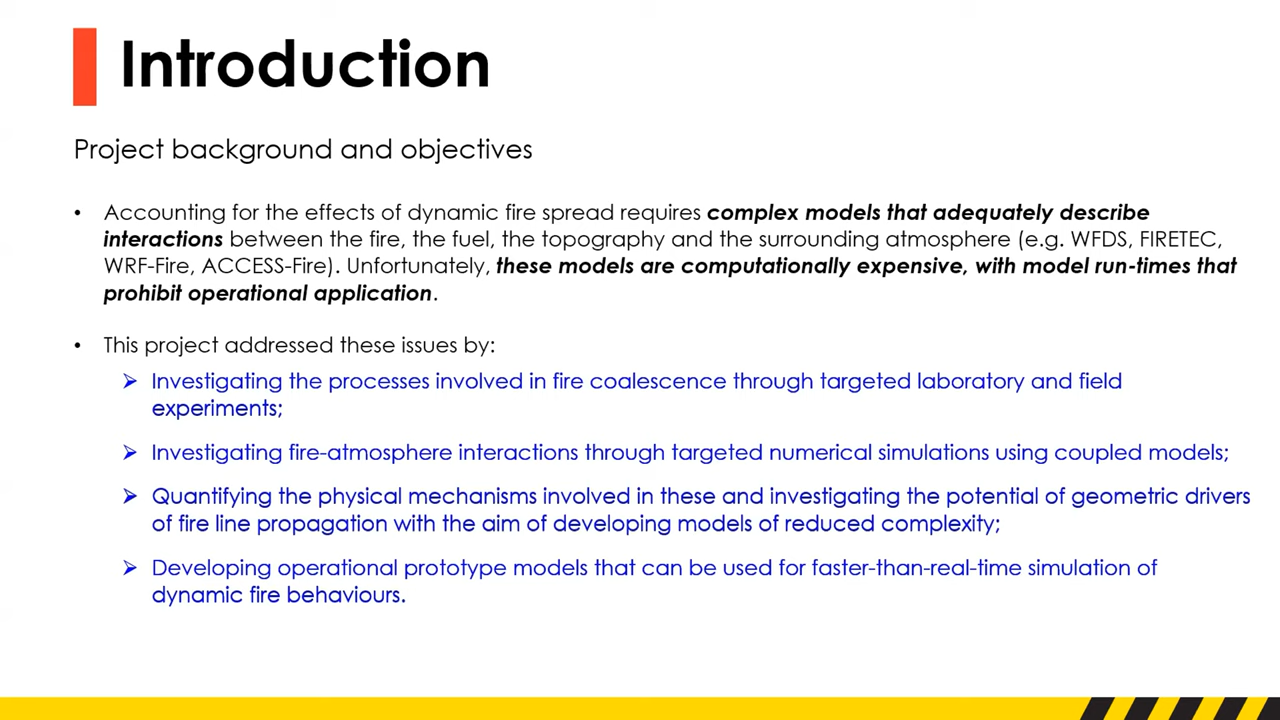 Introduction
Project background and objectives
• Accounting for the effects of dynamic fire spread requires complex models that adequately describe
interactions between the fire, the fuel, the topography and the surrounding atmosphere (e.g. WFDS, FIRETEC,
WRF-Fire, ACCESS-Fire). Unfortunately, these models are computationally expensive, with model run-times that
prohibit operational application.
• This project addressed these issues by:
➢ Investigating the processes involved in fire coalescence through targeted laboratory and field
experiments;
➢ Investigating fire-atmosphere interactions through targeted numerical simulations using coupled models;
➢ Quantifying the physical mechanisms involved in these and investigating the potential of geometric drivers
of fire line propagation with the aim of developing models of reduced complexity;
➢ Developing operational prototype models that can be used for faster-than-real-time simulation of
dynamic fire behaviours.